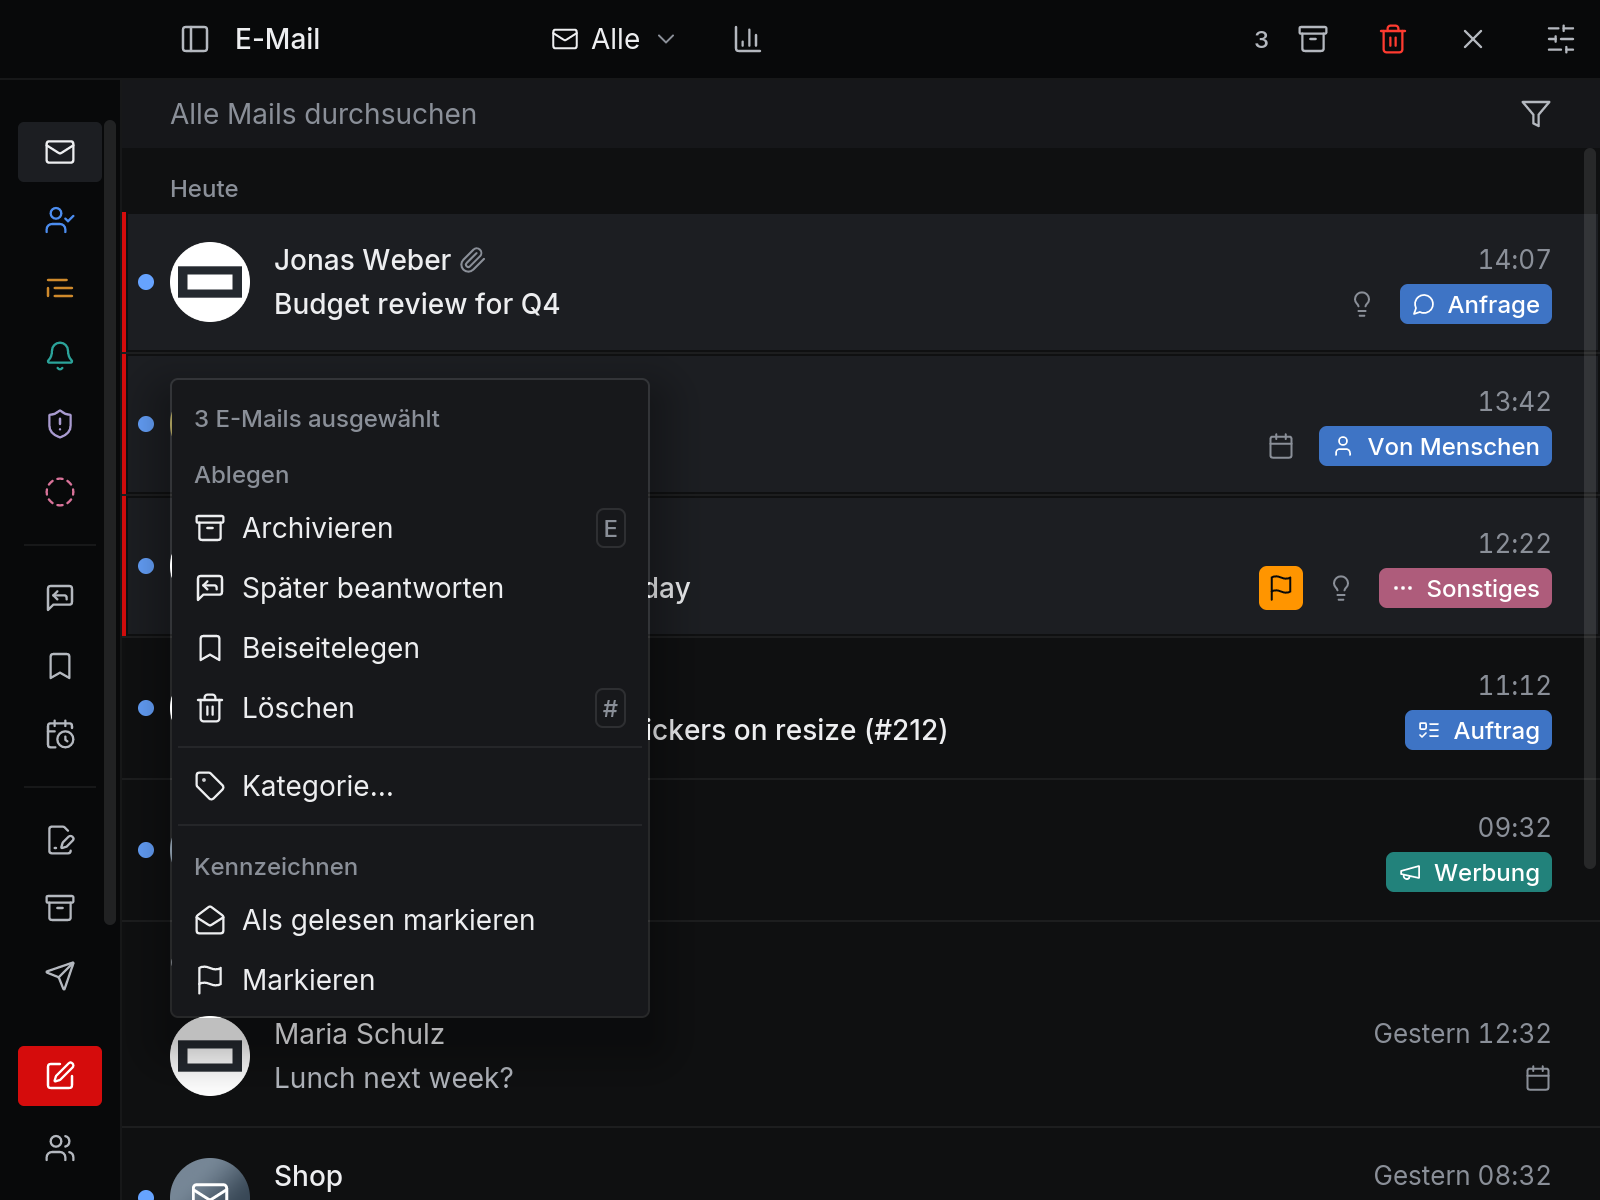 E-Mail
Alle
3
Alle Mails durchsuchen
Heute
Jonas Weber
14:07
Budget review for Q4
Anfrage
13:42
Von Menschen
12:22
day
Sonstiges
11:12
ickers on resize (#212)
Auftrag
09:32
Werbung
3 E-Mails ausgewählt
Ablegen
Archivieren
E
Später beantworten
Beiseitelegen
Löschen
#
Kategorie...
Kennzeichnen
Als gelesen markieren
Markieren
Maria Schulz
Gestern 12:32
Lunch next week?
Shop
Gestern 08:32